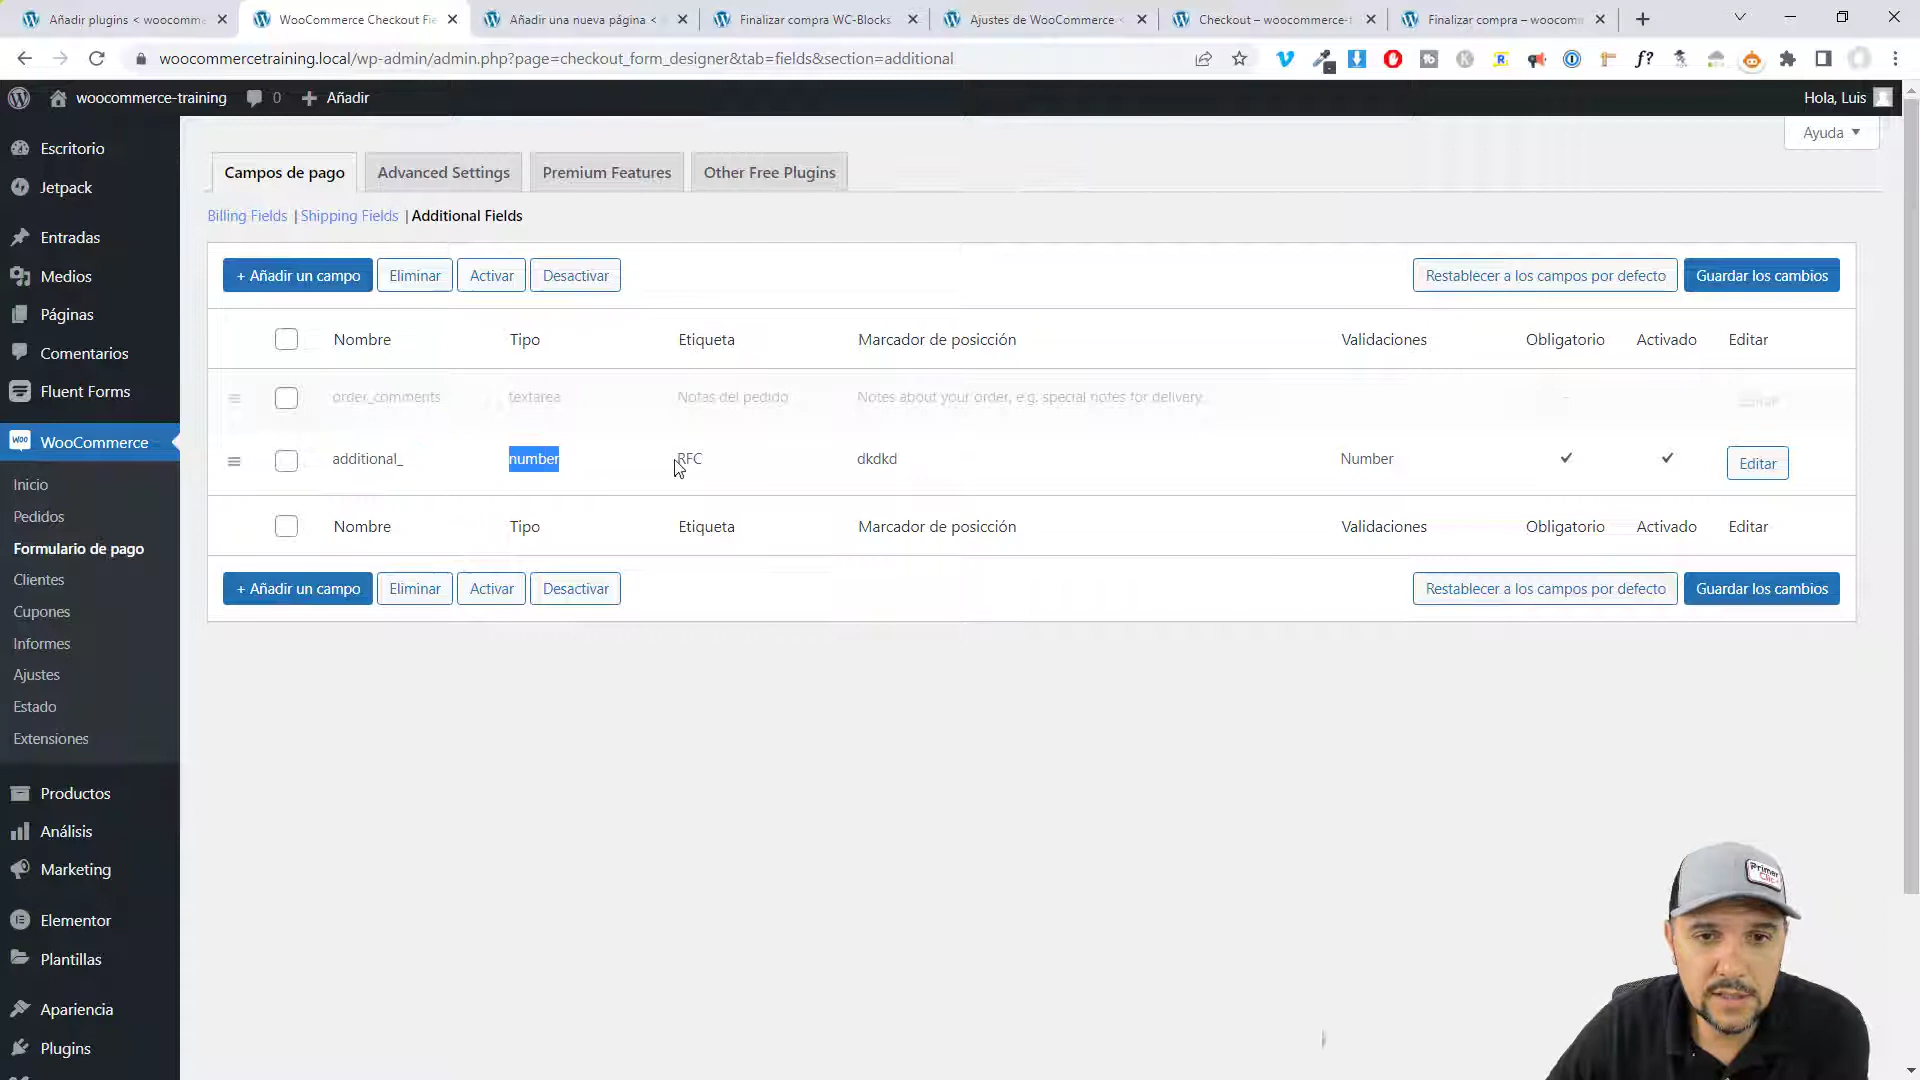 Añadir plugins < woocomm
WooCommerce Checkout Fie
Añadir una nueva página <
Finalizar compra WC-Blocks
Ajustes de WooCommerce <
Checkout – woocommerce-t
Finalizar compra – woocom
woocommercetraining.local/wp-admin/admin.php?page=checkout_form_designer&tab=fields&section=additional
woocommerce-training
0
Añadir
Hola, Luis
Ayuda
Escritorio
Jetpack
Entradas
Medios
Páginas
Comentarios
Fluent Forms
WooCommerce
Inicio
Pedidos
Formulario de pago
Clientes
Cupones
Informes
Ajustes
Estado
Extensiones
Productos
Análisis
Marketing
Elementor
Plantillas
Apariencia
Plugins
Campos de pago
Advanced Settings
Premium Features
Other Free Plugins
Billing Fields | Shipping Fields | Additional Fields
+ Añadir un campo Eliminar Activar Desactivar Restablecer a los campos por defecto Guardar los cambios
Nombre Tipo Etiqueta Marcador de posicción Validaciones Obligatorio Activado Editar
order_comments textarea Notas del pedido Notes about your order, e.g. special notes for delivery. - Editar
additional_ number RFC dkdkd Number Editar
Nombre Tipo Etiqueta Marcador de posicción Validaciones Obligatorio Activado Editar
+ Añadir un campo Eliminar Activar Desactivar Restablecer a los campos por defecto Guardar los cambios
Primer
Clic